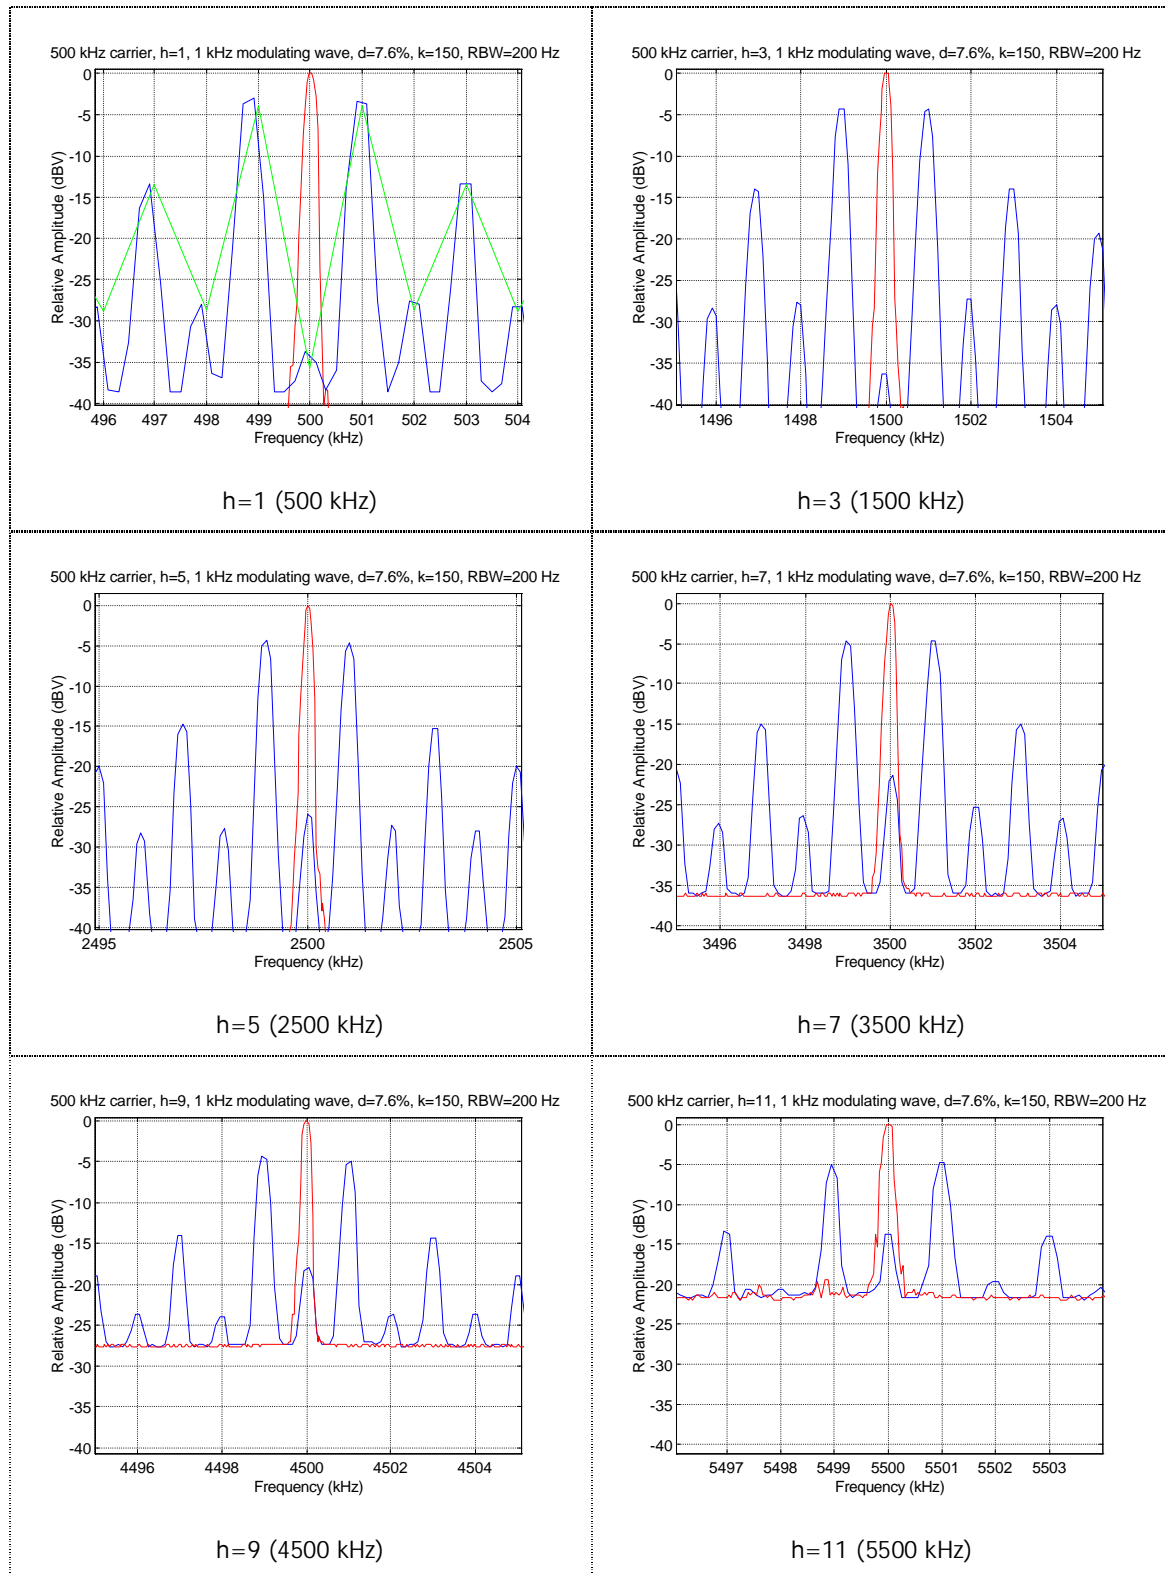 500 kHz carrier, h=1, 1 kHz modulating wave, d=7.6%, k=150, RBW=200 Hz
0
-5
-10
-15
-20
-25
-30
-35
-40
Relative Amplitude (dBV)
496 497 498 499 500 501 502 503 504
Frequency (kHz)
h=1 (500 kHz)
500 kHz carrier, h=3, 1 kHz modulating wave, d=7.6%, k=150, RBW=200 Hz
0
-5
-10
-15
-20
-25
-30
-35
-40
Relative Amplitude (dBV)
1496 1498 1500 1502 1504
Frequency (kHz)
h=3 (1500 kHz)
500 kHz carrier, h=5, 1 kHz modulating wave, d=7.6%, k=150, RBW=200 Hz
0
-5
-10
-15
-20
-25
-30
-35
-40
Relative Amplitude (dBV)
2495 2500 2505
Frequency (kHz)
h=5 (2500 kHz)
500 kHz carrier, h=7, 1 kHz modulating wave, d=7.6%, k=150, RBW=200 Hz
0
-5
-10
-15
-20
-25
-30
-35
-40
Relative Amplitude (dBV)
3496 3498 3500 3502 3504
Frequency (kHz)
h=7 (3500 kHz)
500 kHz carrier, h=9, 1 kHz modulating wave, d=7.6%, k=150, RBW=200 Hz
0
-5
-10
-15
-20
-25
-30
-35
-40
Relative Amplitude (dBV)
4496 4498 4500 4502 4504
Frequency (kHz)
h=9 (4500 kHz)
500 kHz carrier, h=11, 1 kHz modulating wave, d=7.6%, k=150, RBW=200 Hz
0
-5
-10
-15
-20
-25
-30
-35
-40
Relative Amplitude (dBV)
5497 5498 5499 5500 5501 5502 5503
Frequency (kHz)
h=11 (5500 kHz)